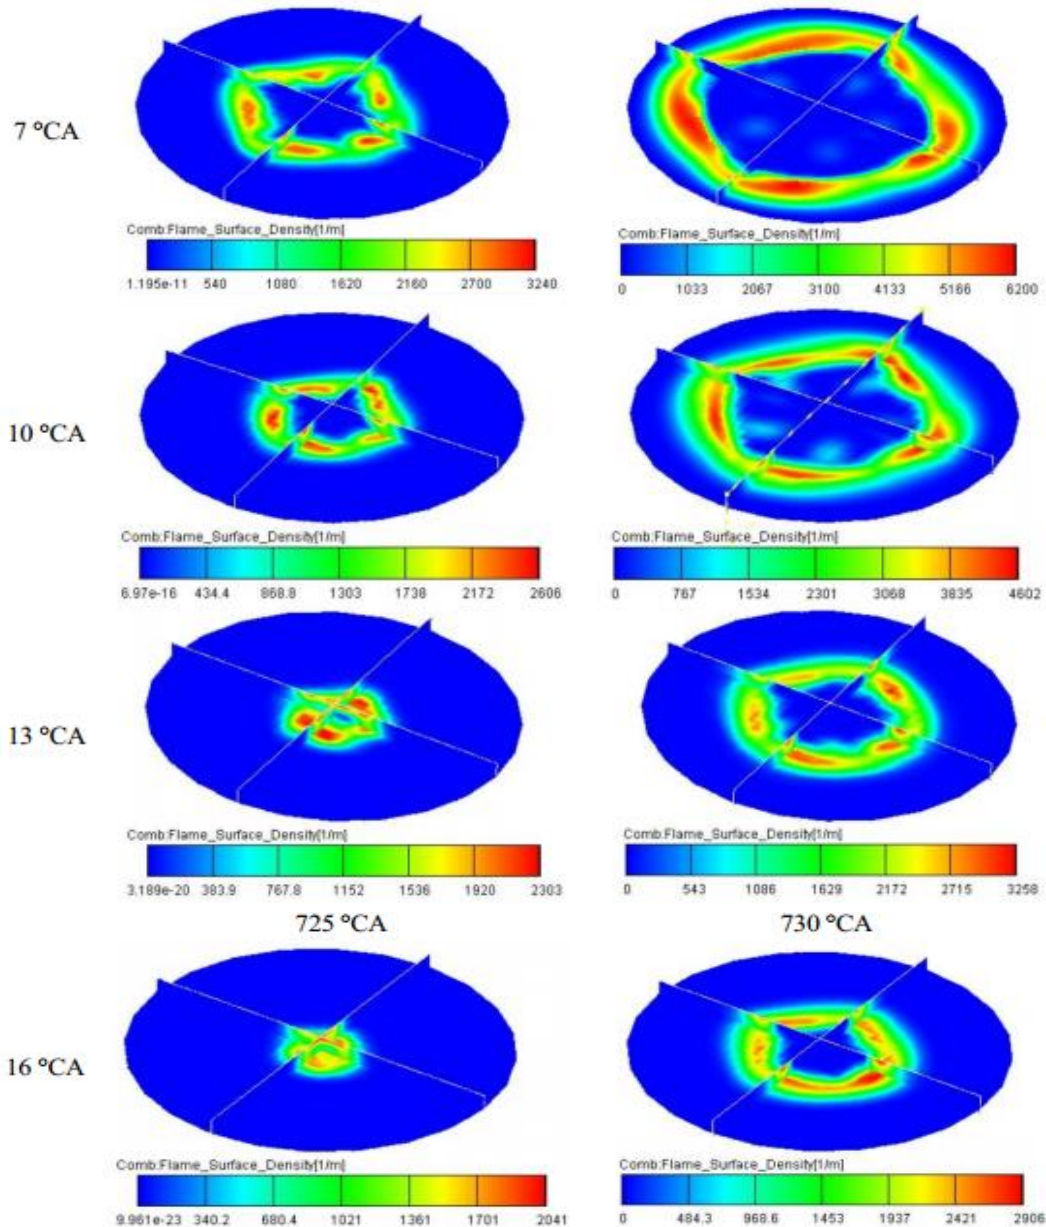 7 °CA
Comb:Flame_Surface_Density[1/m]
1.195e-11 540 1080 1620 2160 2700 3240
Comb:Flame_Surface_Density[1/m]
0 1033 2067 3100 4133 5166 6200
10 °CA
Comb:Flame_Surface_Density[1/m]
6.97e-16 434.4 868.8 1303 1738 2172 2606
Comb:Flame_Surface_Density[1/m]
0 767 1534 2301 3068 3835 4602
13 °CA
Comb:Flame_Surface_Density[1/m]
3.189e-20 383.9 767.8 1152 1536 1920 2303
Comb:Flame_Surface_Density[1/m]
0 543 1086 1629 2172 2715 3258
725 °CA
730 °CA
16 °CA
Comb:Flame_Surface_Density[1/m]
9.961e-23 340.2 680.4 1021 1361 1701 2041
Comb:Flame_Surface_Density[1/m]
0 484.3 968.6 1453 1937 2421 2906